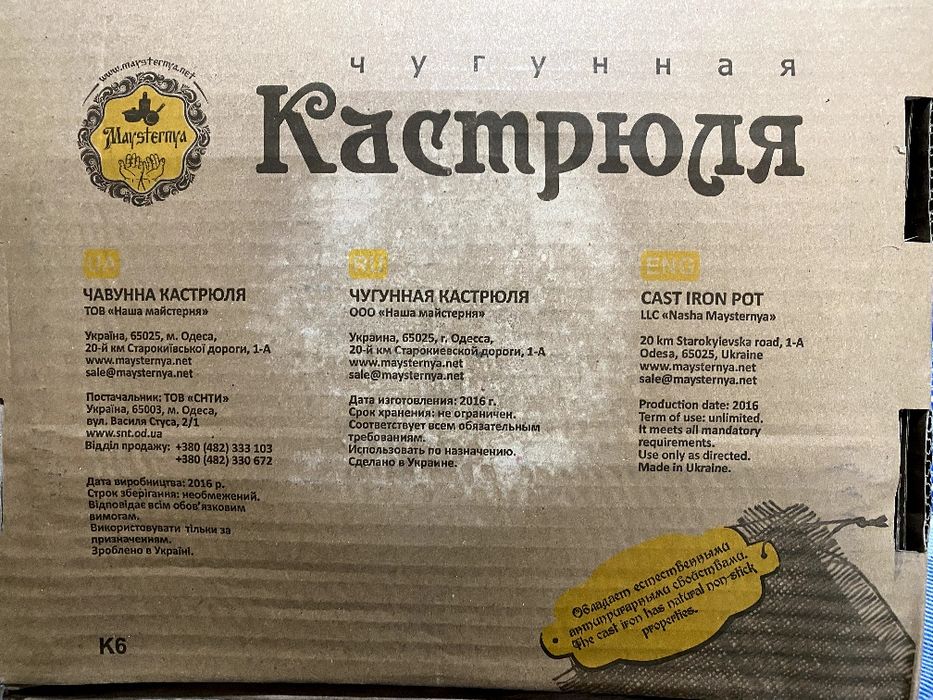 www.maysternya.net
Maysternya
чугунная
Кастрюля
UA
ЧАВУННА КАСТРЮЛЯ
ТОВ «Наша майстерня»
Україна, 65025, м. Одеса,
20-й км Старокиївської дороги, 1-А
www.maysternya.net
sale@maysternya.net
Постачальник: ТОВ «СНТИ»
Україна, 65003, м. Одеса,
вул. Василя Стуса, 2/1
www.snt.od.ua
Відділ продажу: +380 (482) 333 103
+380 (482) 330 672
Дата виробництва: 2016 р.
Строк зберігання: необмежений.
Відповідає всім обов'язковим
вимогам.
Використовувати тільки за
призначенням.
Зроблено в Україні.
RU
ЧУГУННАЯ КАСТРЮЛЯ
ООО «Наша майстерня»
Украина, 65025, г. Одесса,
20-й км Старокиевской дороги, 1-А
www.maysternya.net
sale@maysternya.net
Дата изготовления: 2016 г.
Срок хранения: не ограничен.
Соответствует всем обязательным
требованиям.
Использовать по назначению.
Сделано в Украине.
ENG
CAST IRON POT
LLC «Nasha Maysternya»
20 km Starokyievska road, 1-A
Odesa, 65025, Ukraine
www.maysternya.net
sale@maysternya.net
Production date: 2016
Term of use: unlimited.
It meets all mandatory
requirements.
Use only as directed.
Made in Ukraine.
Обладает естественными
антипригарными свойствами.
The cast iron has natural non-stick
properties.
К6